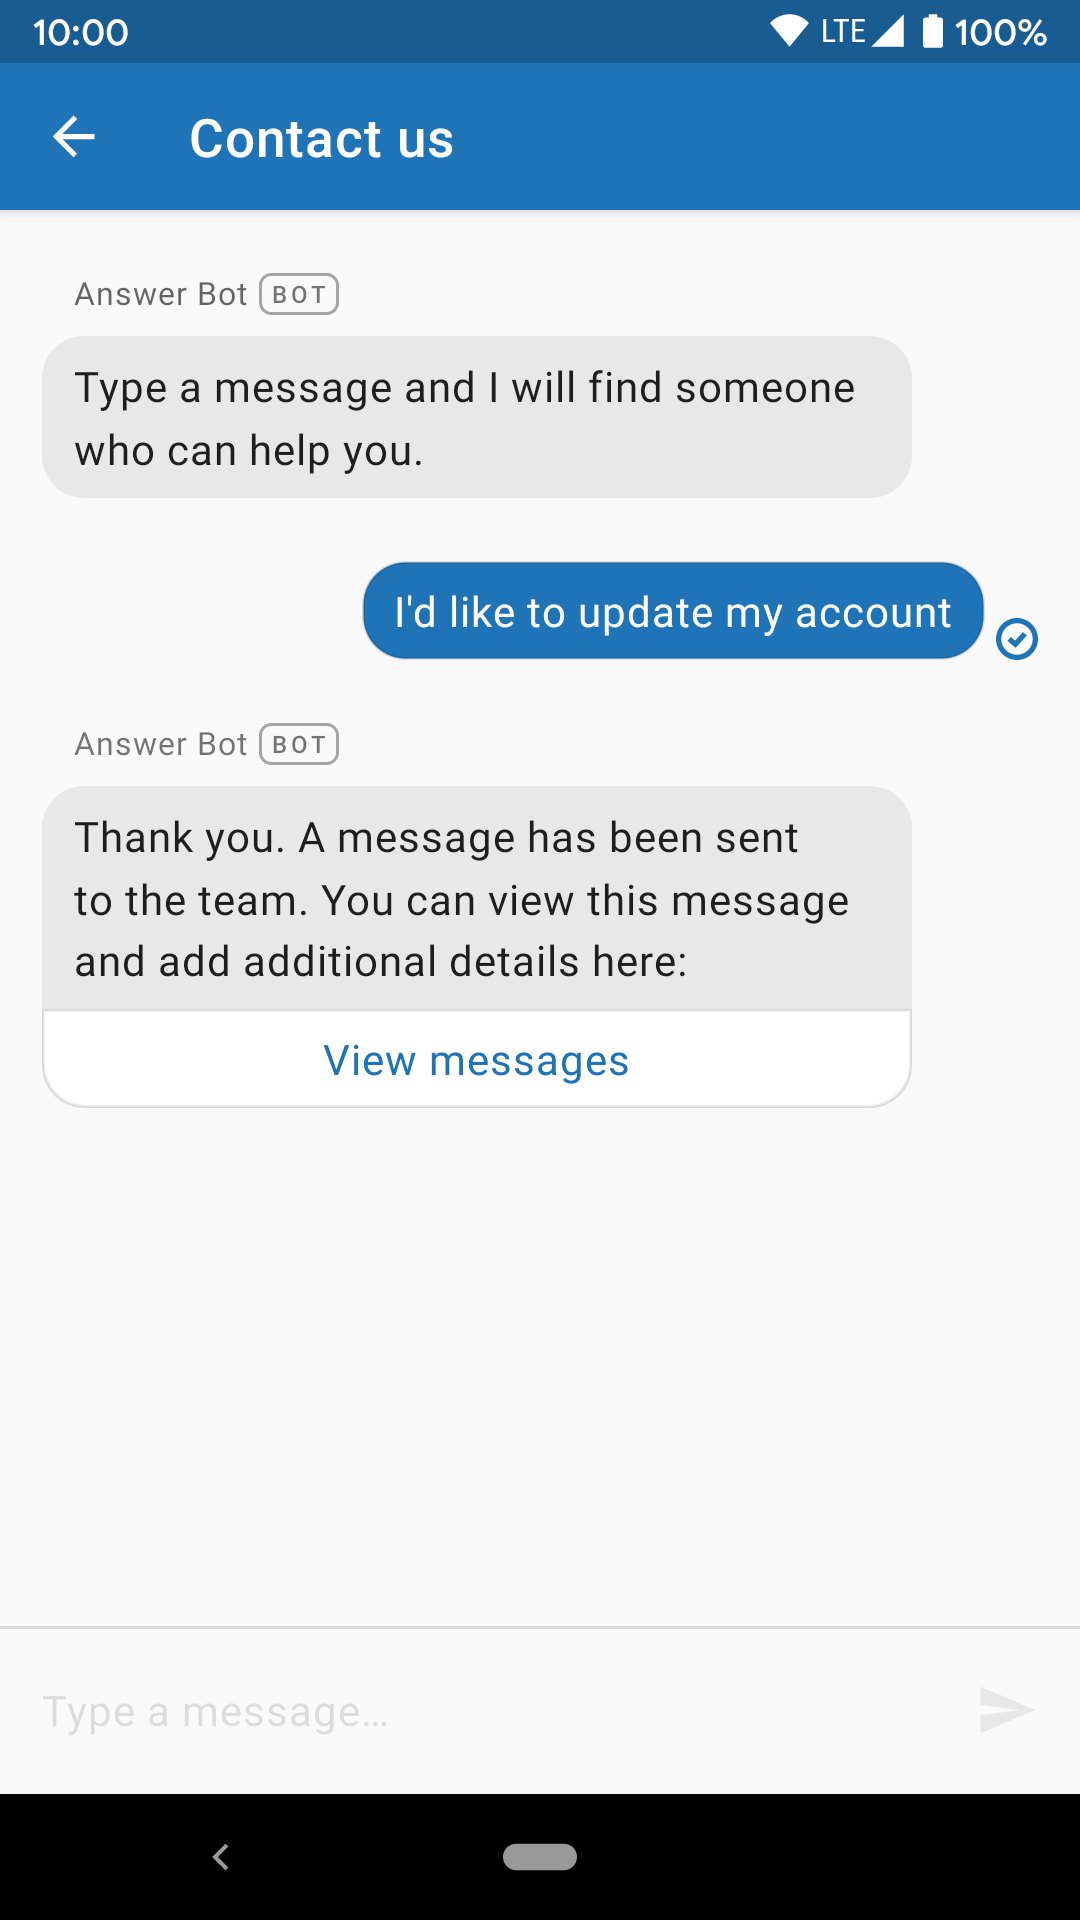 10:00 LTE 100%
Contact us
Answer Bot BOT
Type a message and I will find someone
who can help you.
I'd like to update my account
Answer Bot BOT
Thank you. A message has been sent
to the team. You can view this message
and add additional details here:
View messages
Type a message…